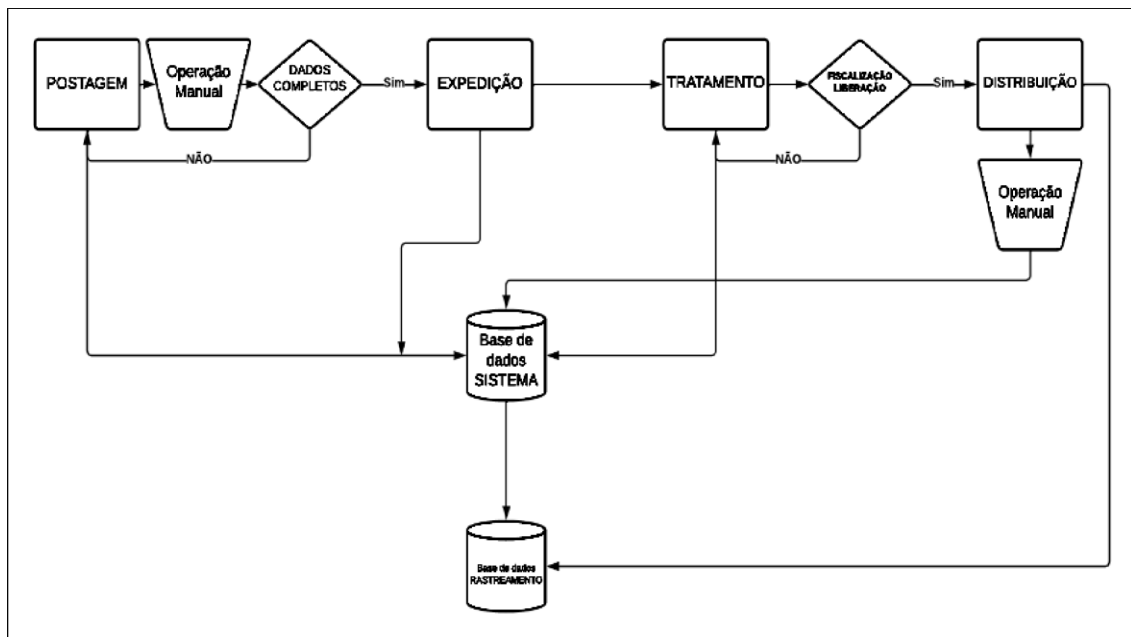 POSTAGEM
Operação
Manual
DADOS
COMPLETOS
Sim
EXPEDIÇÃO
TRATAMENTO
FISCALIZAÇÃO
LIBERAÇÃO
Sim
DISTRIBUIÇÃO
NÃO
NÃO
Operação
Manual
Base de
dados
SISTEMA
Base de dados
RASTREAMENTO